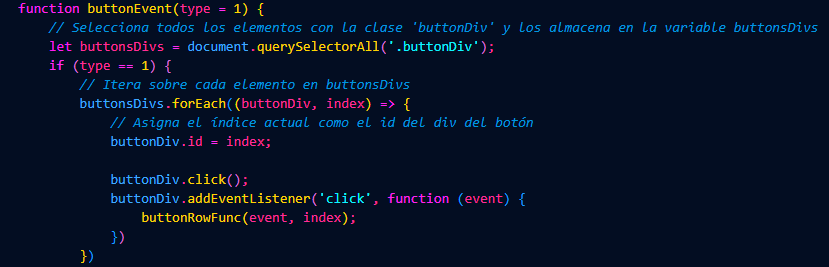 function buttonEvent(type = 1) {
// Selecciona todos los elementos con la clase 'buttonDiv' y los almacena en la variable buttonsDivs
let buttonsDivs = document.querySelectorAll('.buttonDiv');
if (type == 1) {
// Itera sobre cada elemento en buttonsDivs
buttonsDivs.forEach((buttonDiv, index) => {
// Asigna el índice actual como el id del div del botón
buttonDiv.id = index;
buttonDiv.click();
buttonDiv.addEventListener('click', function (event) {
buttonRowFunc(event, index);
})
})